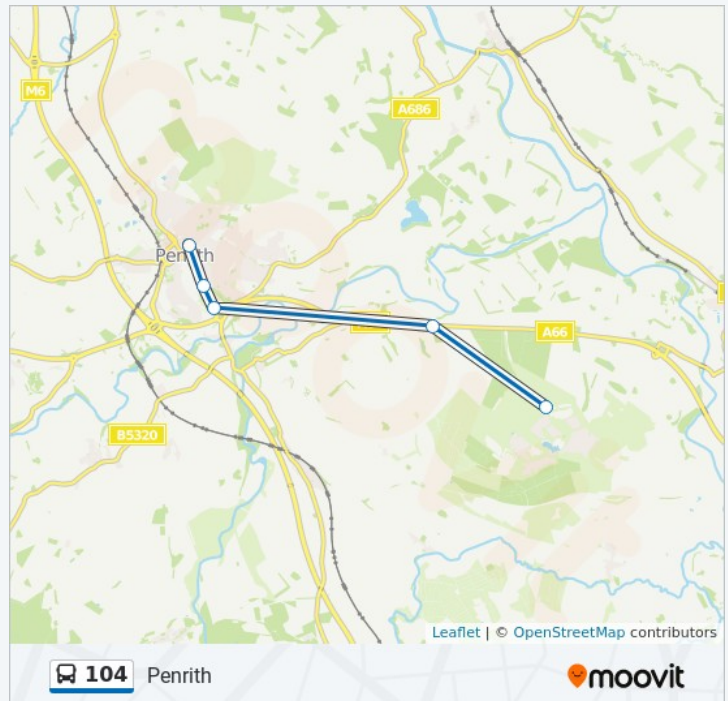 M6
A686
Penrith
A66
B5320
Leaflet | © OpenStreetMap contributors
104 Penrith
moovit